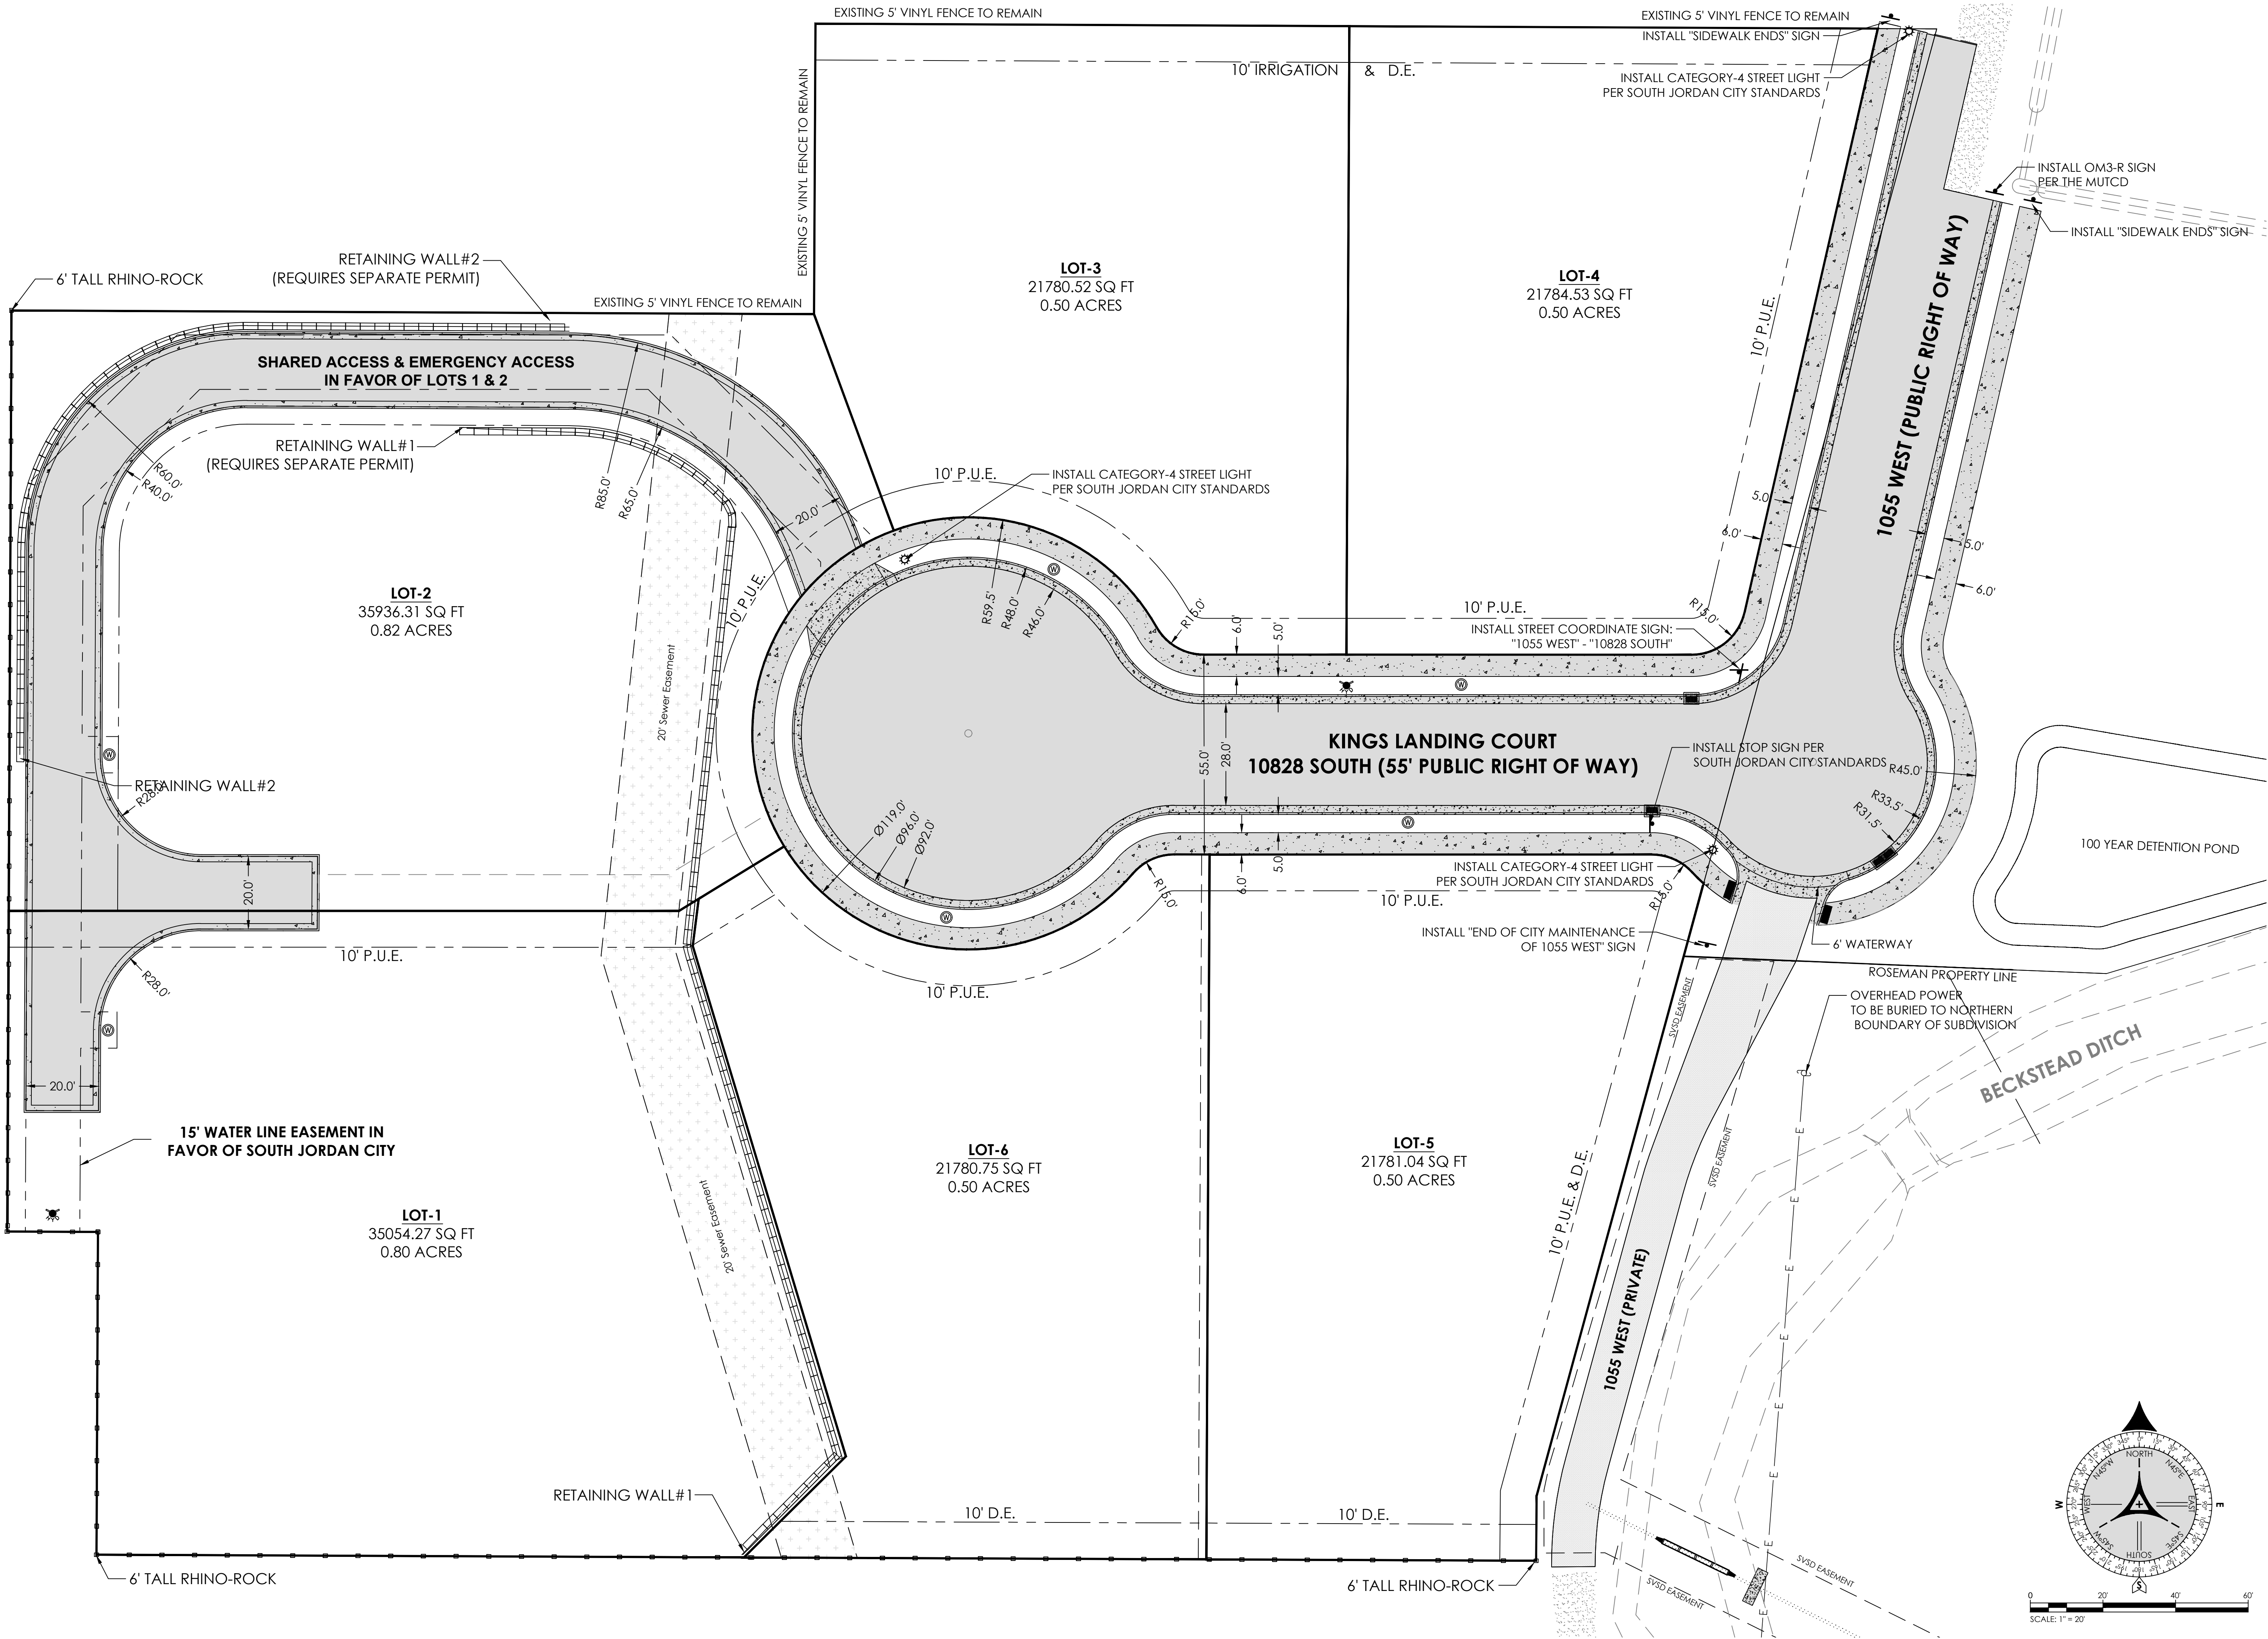 EXISTING 5' VINYL FENCE TO REMAIN
EXISTING 5' VINYL FENCE TO REMAIN
INSTALL "SIDEWALK ENDS" SIGN
10' IRRIGATION & D.E.
INSTALL CATEGORY-4 STREET LIGHT
PER SOUTH JORDAN CITY STANDARDS
EXISTING 5' VINYL FENCE TO REMAIN
INSTALL OM3-R SIGN
PER THE MUTCD
INSTALL "SIDEWALK ENDS" SIGN
RETAINING WALL#2
(REQUIRES SEPARATE PERMIT)
6' TALL RHINO-ROCK
EXISTING 5' VINYL FENCE TO REMAIN
LOT-3
21780.52 SQ FT
0.50 ACRES
LOT-4
21784.53 SQ FT
0.50 ACRES
10' P.U.E.
1055 WEST (PUBLIC RIGHT OF WAY)
SHARED ACCESS & EMERGENCY ACCESS
IN FAVOR OF LOTS 1 & 2
RETAINING WALL#1
(REQUIRES SEPARATE PERMIT)
R60.0'
R40.0'
R85.0'
R65.0'
20.0'
10' P.U.E.
INSTALL CATEGORY-4 STREET LIGHT
PER SOUTH JORDAN CITY STANDARDS
5.0'
6.0'
5.0'
6.0'
LOT-2
35936.31 SQ FT
0.82 ACRES
20' Sewer Easement
10' P.U.E.
R59.5'
R48.0'
R46.0'
W
R15.0'
6.0'
5.0'
10' P.U.E.
R15.0'
INSTALL STREET COORDINATE SIGN:
"1055 WEST" - "10828 SOUTH"
W
KINGS LANDING COURT
10828 SOUTH (55' PUBLIC RIGHT OF WAY)
55.0'
28.0'
INSTALL STOP SIGN PER
SOUTH JORDAN CITY STANDARDS
R45.0'
R33.5'
R31.5'
W
RETAINING WALL#2
R28.0'
Ø119.0'
Ø96.0'
Ø92.0'
W
100 YEAR DETENTION POND
INSTALL CATEGORY-4 STREET LIGHT
PER SOUTH JORDAN CITY STANDARDS
20.0'
R15.0'
6.0'
5.0'
10' P.U.E.
R15.0'
W
INSTALL "END OF CITY MAINTENANCE
OF 1055 WEST" SIGN
6' WATERWAY
10' P.U.E.
R28.0'
10' P.U.E.
ROSEMAN PROPERTY LINE
SVSD EASEMENT
OVERHEAD POWER
TO BE BURIED TO NORTHERN
BOUNDARY OF SUBDIVISION
W
BECKSTEAD DITCH
20.0'
15' WATER LINE EASEMENT IN
FAVOR OF SOUTH JORDAN CITY
LOT-6
21780.75 SQ FT
0.50 ACRES
LOT-5
21781.04 SQ FT
0.50 ACRES
SVSD EASEMENT
E
E
E
E
E
E
E
E
LOT-1
35054.27 SQ FT
0.80 ACRES
20' Sewer Easement
10' P.U.E. & D.E.
1055 WEST (PRIVATE)
RETAINING WALL#1
10' D.E.
10' D.E.
6' TALL RHINO-ROCK
6' TALL RHINO-ROCK
SVSD EASEMENT
SVSD EASEMENT
NORTH
N45°W
N45°E
W
WEST
EAST
E
S45°W
S45°E
SOUTH
S
0 20' 40' 60'
SCALE: 1" = 20'